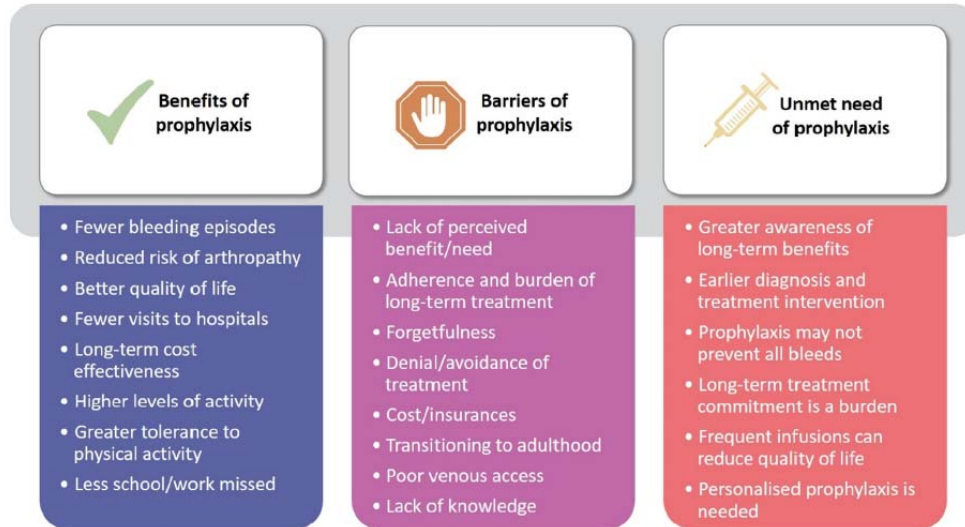 Benefits of
prophylaxis
Barriers of
prophylaxis
Unmet need
of prophylaxis
• Fewer bleeding episodes
• Reduced risk of arthropathy
• Better quality of life
• Fewer visits to hospitals
• Long-term cost
effectiveness
• Higher levels of activity
• Greater tolerance to
physical activity
• Less school/work missed
• Lack of perceived
benefit/need
• Adherence and burden of
long-term treatment
• Forgetfulness
• Denial/avoidance of
treatment
• Cost/insurances
• Transitioning to adulthood
• Poor venous access
• Lack of knowledge
• Greater awareness of
long-term benefits
• Earlier diagnosis and
treatment intervention
• Prophylaxis may not
prevent all bleeds
• Long-term treatment
commitment is a burden
• Frequent infusions can
reduce quality of life
• Personalised prophylaxis is
needed